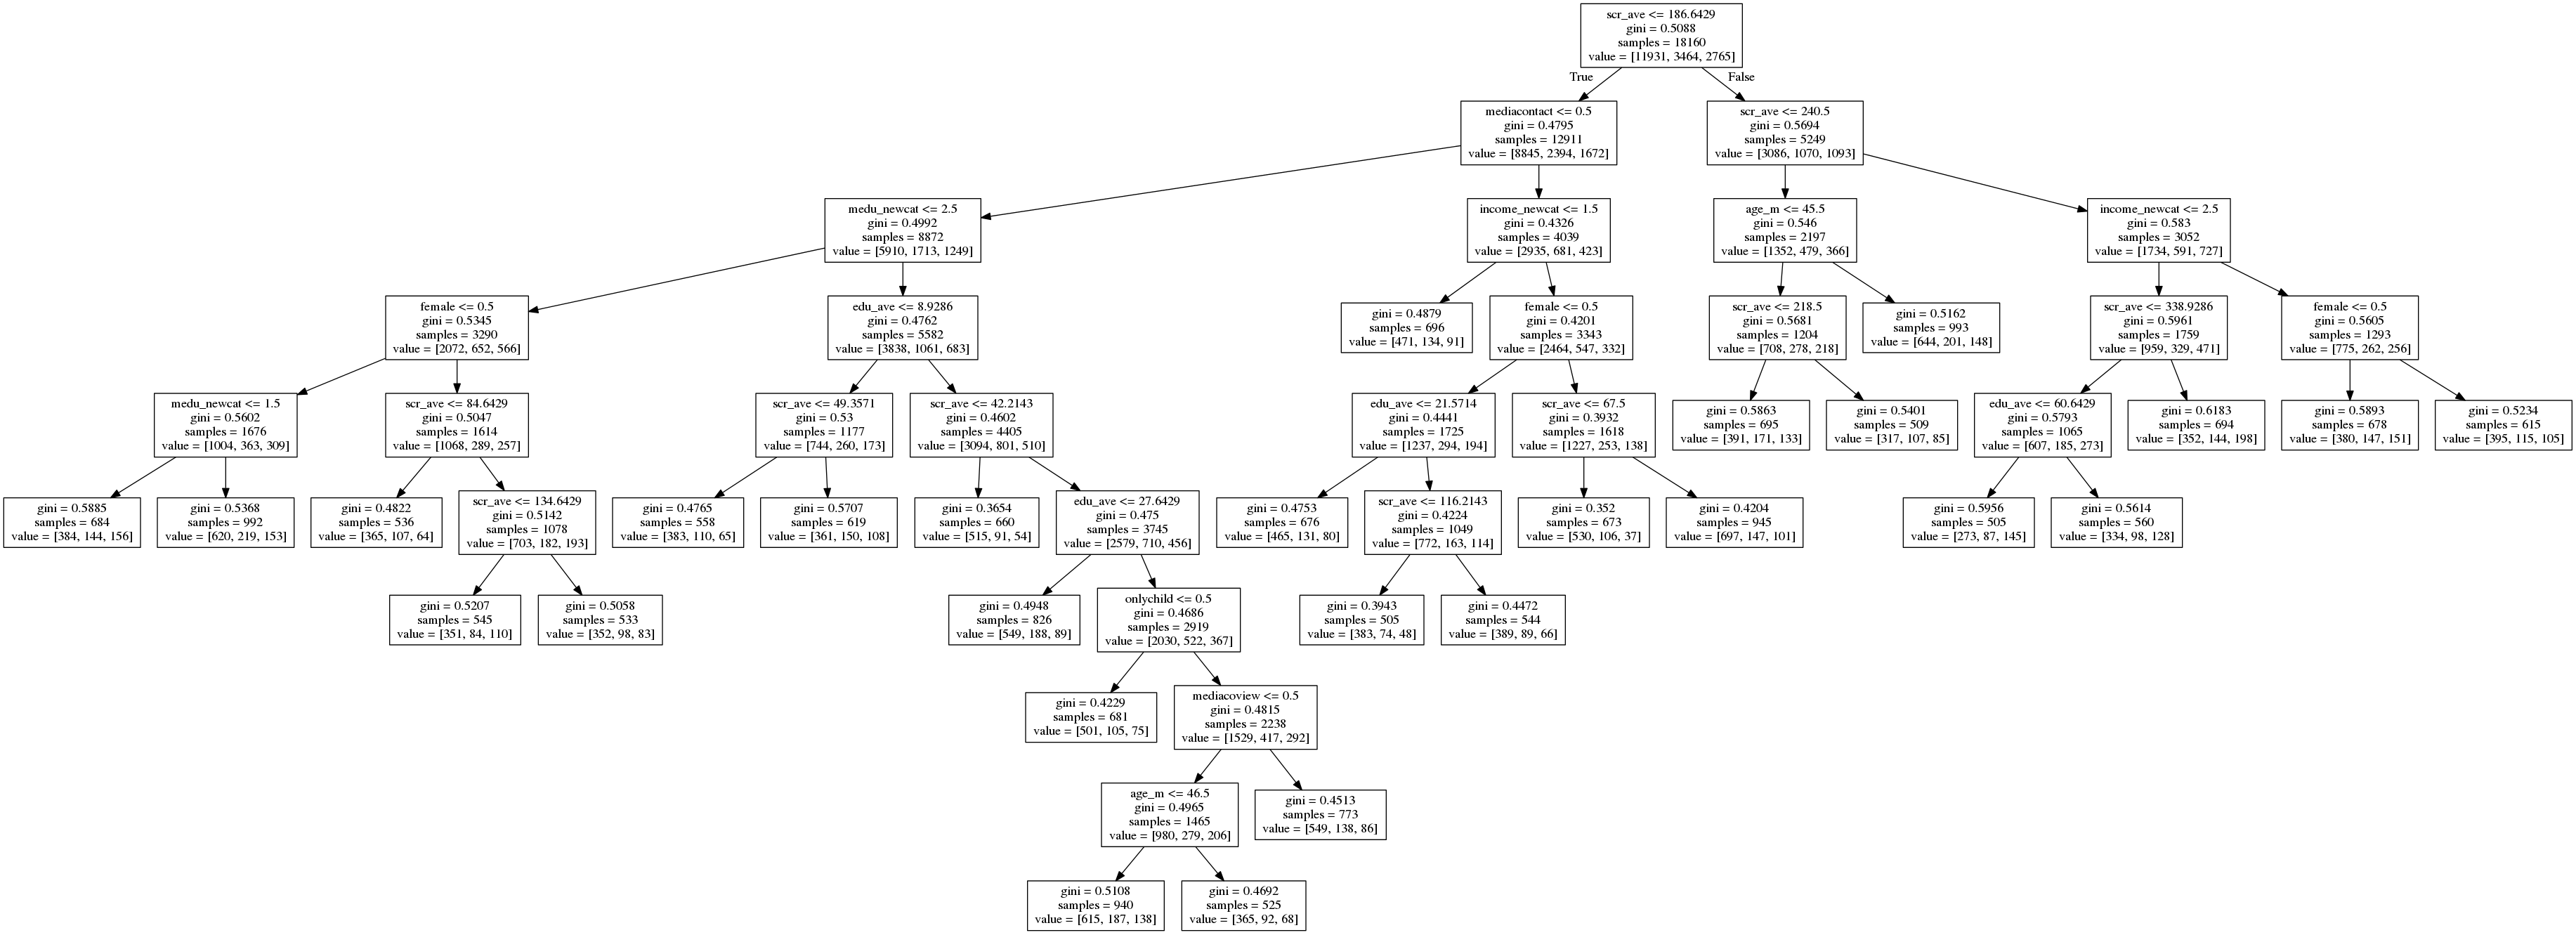 scr_ave <= 186.6429
gini = 0.5088
samples = 18160
value = [11931, 3464, 2765]
True
False
mediacontact <= 0.5
gini = 0.4795
samples = 12911
value = [8845, 2394, 1672]
scr_ave <= 240.5
gini = 0.5694
samples = 5249
value = [3086, 1070, 1093]
medu_newcat <= 2.5
gini = 0.4992
samples = 8872
value = [5910, 1713, 1249]
income_newcat <= 1.5
gini = 0.4326
samples = 4039
value = [2935, 681, 423]
age_m <= 45.5
gini = 0.546
samples = 2197
value = [1352, 479, 366]
income_newcat <= 2.5
gini = 0.583
samples = 3052
value = [1734, 591, 727]
female <= 0.5
gini = 0.5345
samples = 3290
value = [2072, 652, 566]
edu_ave <= 8.9286
gini = 0.4762
samples = 5582
value = [3838, 1061, 683]
gini = 0.4879
samples = 696
value = [471, 134, 91]
female <= 0.5
gini = 0.4201
samples = 3343
value = [2464, 547, 332]
scr_ave <= 218.5
gini = 0.5681
samples = 1204
value = [708, 278, 218]
gini = 0.5162
samples = 993
value = [644, 201, 148]
scr_ave <= 338.9286
gini = 0.5961
samples = 1759
value = [959, 329, 471]
female <= 0.5
gini = 0.5605
samples = 1293
value = [775, 262, 256]
medu_newcat <= 1.5
gini = 0.5602
samples = 1676
value = [1004, 363, 309]
scr_ave <= 84.6429
gini = 0.5047
samples = 1614
value = [1068, 289, 257]
scr_ave <= 49.3571
gini = 0.53
samples = 1177
value = [744, 260, 173]
scr_ave <= 42.2143
gini = 0.4602
samples = 4405
value = [3094, 801, 510]
edu_ave <= 21.5714
gini = 0.4441
samples = 1725
value = [1237, 294, 194]
scr_ave <= 67.5
gini = 0.3932
samples = 1618
value = [1227, 253, 138]
gini = 0.5863
samples = 695
value = [391, 171, 133]
gini = 0.5401
samples = 509
value = [317, 107, 85]
edu_ave <= 60.6429
gini = 0.5793
samples = 1065
value = [607, 185, 273]
gini = 0.6183
samples = 694
value = [352, 144, 198]
gini = 0.5893
samples = 678
value = [380, 147, 151]
gini = 0.5234
samples = 615
value = [395, 115, 105]
gini = 0.5885
samples = 684
value = [384, 144, 156]
gini = 0.5368
samples = 992
value = [620, 219, 153]
gini = 0.4822
samples = 536
value = [365, 107, 64]
scr_ave <= 134.6429
gini = 0.5142
samples = 1078
value = [703, 182, 193]
gini = 0.4765
samples = 558
value = [383, 110, 65]
gini = 0.5707
samples = 619
value = [361, 150, 108]
gini = 0.3654
samples = 660
value = [515, 91, 54]
edu_ave <= 27.6429
gini = 0.475
samples = 3745
value = [2579, 710, 456]
gini = 0.4753
samples = 676
value = [465, 131, 80]
scr_ave <= 116.2143
gini = 0.4224
samples = 1049
value = [772, 163, 114]
gini = 0.352
samples = 673
value = [530, 106, 37]
gini = 0.4204
samples = 945
value = [697, 147, 101]
gini = 0.5956
samples = 505
value = [273, 87, 145]
gini = 0.5614
samples = 560
value = [334, 98, 128]
gini = 0.5207
samples = 545
value = [351, 84, 110]
gini = 0.5058
samples = 533
value = [352, 98, 83]
gini = 0.4948
samples = 826
value = [549, 188, 89]
onlychild <= 0.5
gini = 0.4686
samples = 2919
value = [2030, 522, 367]
gini = 0.3943
samples = 505
value = [383, 74, 48]
gini = 0.4472
samples = 544
value = [389, 89, 66]
gini = 0.4229
samples = 681
value = [501, 105, 75]
mediacoview <= 0.5
gini = 0.4815
samples = 2238
value = [1529, 417, 292]
age_m <= 46.5
gini = 0.4965
samples = 1465
value = [980, 279, 206]
gini = 0.4513
samples = 773
value = [549, 138, 86]
gini = 0.5108
samples = 940
value = [615, 187, 138]
gini = 0.4692
samples = 525
value = [365, 92, 68]